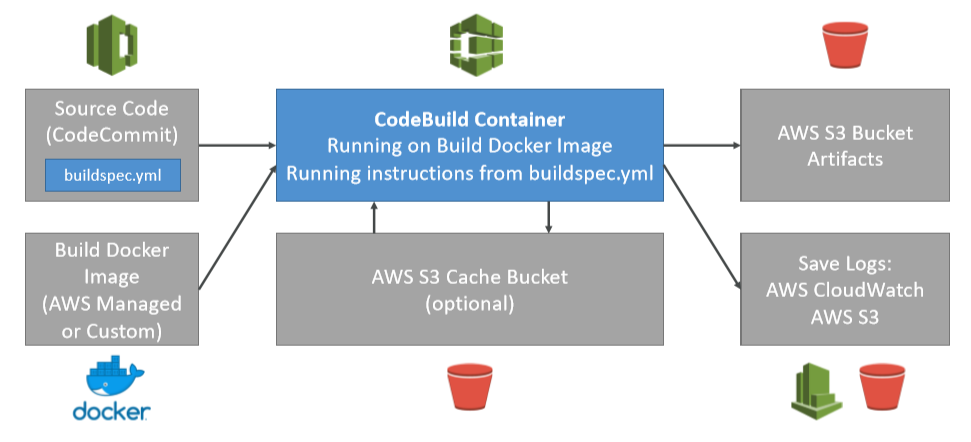 Source Code
(CodeCommit)
buildspec.yml
CodeBuild Container
Running on Build Docker Image
Running instructions from buildspec.yml
AWS S3 Bucket
Artifacts
Build Docker
Image
(AWS Managed
or Custom)
AWS S3 Cache Bucket
(optional)
Save Logs:
AWS CloudWatch
AWS S3
docker